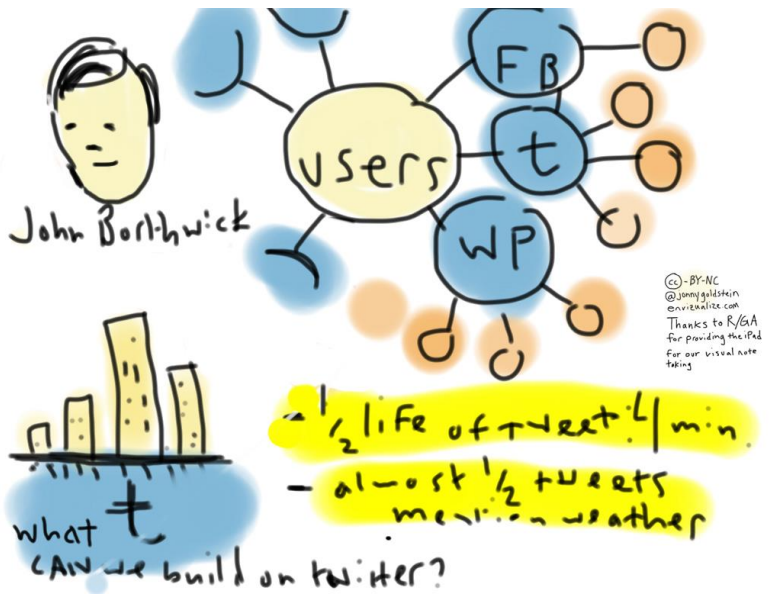 FB
users
t
WP
John Borthwick
cc-BY-NC
@jonnygoldstein
envizualize.com
Thanks to R/GA
for providing the iPad
for our visual note
taking
- 1/2 life of tweet: 4 min.
- almost 1/2 tweets
mention weather
t
what
CAN we build on twitter?